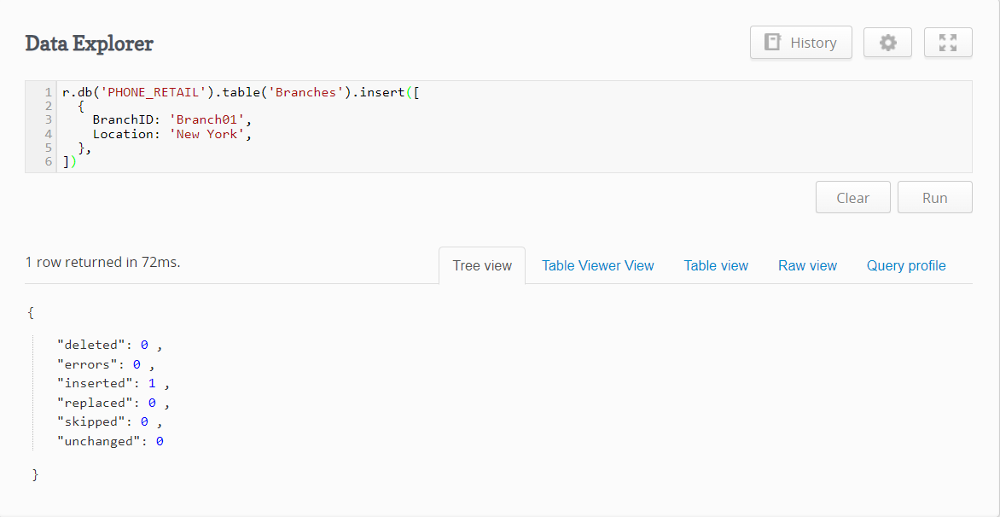 Data Explorer
History
1 r.db('PHONE_RETAIL').table('Branches').insert([
2   {
3     BranchID: 'Branch01',
4     Location: 'New York',
5   },
6 ])
Clear Run
1 row returned in 72ms.
Tree view Table Viewer View Table view Raw view Query profile
{
"deleted": 0 ,
"errors": 0 ,
"inserted": 1 ,
"replaced": 0 ,
"skipped": 0 ,
"unchanged": 0
}